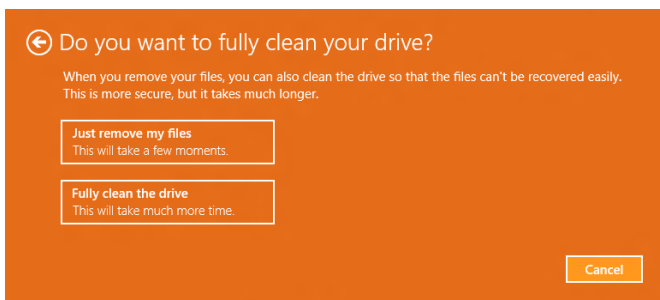 Do you want to fully clean your drive?
When you remove your files, you can also clean the drive so that the files can't be recovered easily.
This is more secure, but it takes much longer.
Just remove my files
This will take a few moments.
Fully clean the drive
This will take much more time.
Cancel